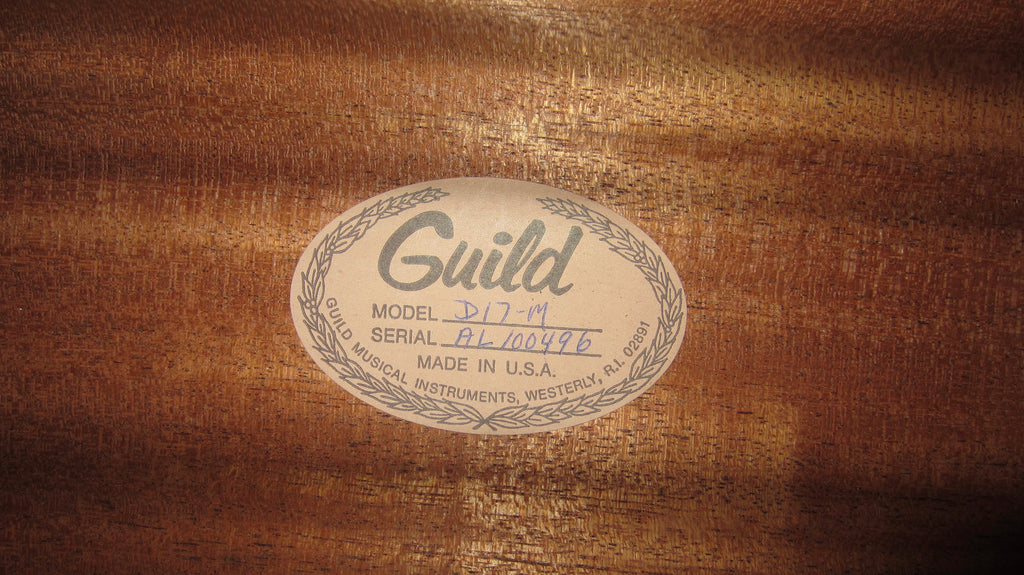 Guild
MODEL D17-M
SERIAL AL100496
MADE IN U.S.A.
GUILD MUSICAL INSTRUMENTS, WESTERLY, R.I. 02891